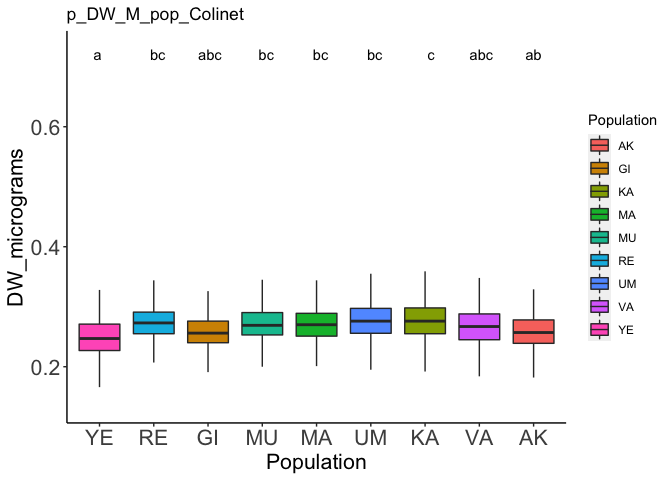 p_DW_M_pop_Colinet
a bc abc bc bc bc c abc ab
DW_micrograms
0.6
0.4
0.2
YE RE GI MU MA UM KA VA AK
Population
Population
AK
GI
KA
MA
MU
RE
UM
VA
YE